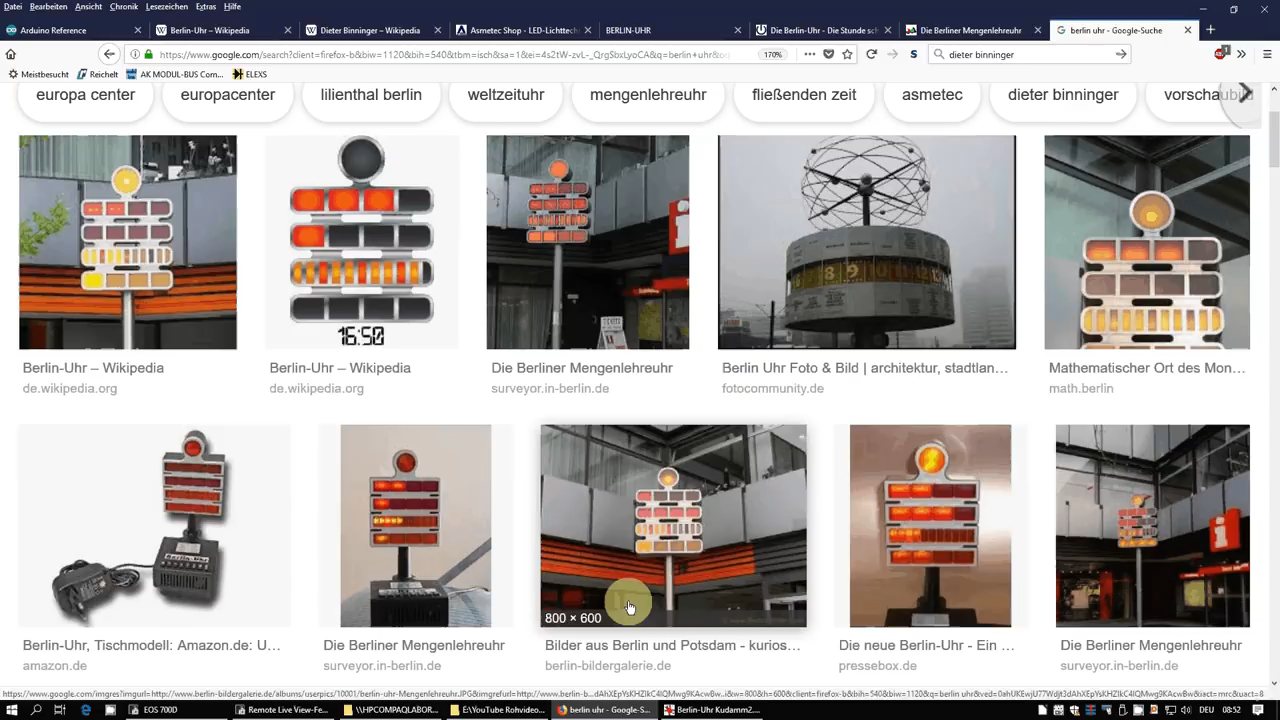 Datei Bearbeiten Ansicht Chronik Lesezeichen Extras Hilfe
Arduino Reference
Berlin-Uhr – Wikipedia
Dieter Binninger – Wikipedia
Asmetec Shop - LED-Lichttec
BERLIN-UHR
Die Berlin-Uhr - Die Stunde sch
Die Berliner Mengenlehreuhr
berlin uhr - Google-Suche
170%
dieter binninger
Meistbesucht
Reichelt
AK MODUL-BUS Com...
ELEXS
europa center
europacenter
lilienthal berlin
weltzeituhr
mengenlehreuhr
fließenden zeit
asmetec
dieter binninger
vorschaubild
16:50
Berlin-Uhr – Wikipedia
de.wikipedia.org
Berlin-Uhr – Wikipedia
de.wikipedia.org
Die Berliner Mengenlehreuhr
surveyor.in-berlin.de
Berlin Uhr Foto & Bild | architektur, stadtlan...
fotocommunity.de
Mathematischer Ort des Mon...
math.berlin
800 × 600
Berlin-Uhr, Tischmodell: Amazon.de: U...
amazon.de
Die Berliner Mengenlehreuhr
surveyor.in-berlin.de
Bilder aus Berlin und Potsdam - kurios...
berlin-bildergalerie.de
Die neue Berlin-Uhr - Ein ...
pressebox.de
Die Berliner Mengenlehreuhr
surveyor.in-berlin.de
EOS 700D
Remote Live View-Fe...
\\HPCOMPAQLABOR...
E:\YouTube Rohvideo...
berlin uhr - Google-S...
Berlin-Uhr Kudamm2...
DEU
08:52